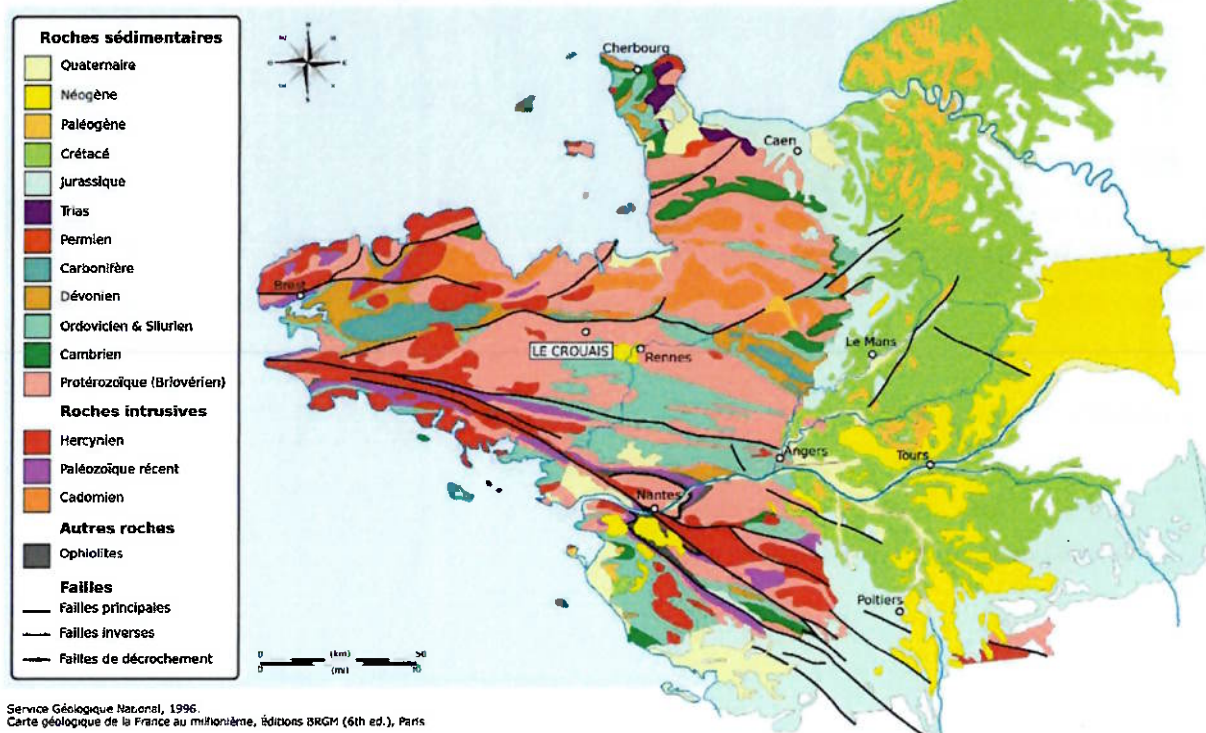 Roches sédimentaires
Quaternaire
Néogène
Paléogène
Crétacé
Jurassique
Trias
Permien
Carbonifère
Dévonien
Ordovicien & Silurien
Cambrien
Protérozoïque (Briovérien)
Roches intrusives
Hercynien
Paléozoïque récent
Cadomien
Autres roches
Ophiolites
Failles
Failles principales
Failles inverses
Failles de décrochement
Cherbourg
Caen
Brest
LE CROUAIS
Rennes
Le Mans
Angers
Tours
Nantes
Poitiers
(km)
0 50
(mi)
0
Service Géologique National, 1996.
Carte géologique de la France au millionième, Éditions BRGM (6th ed.), Paris